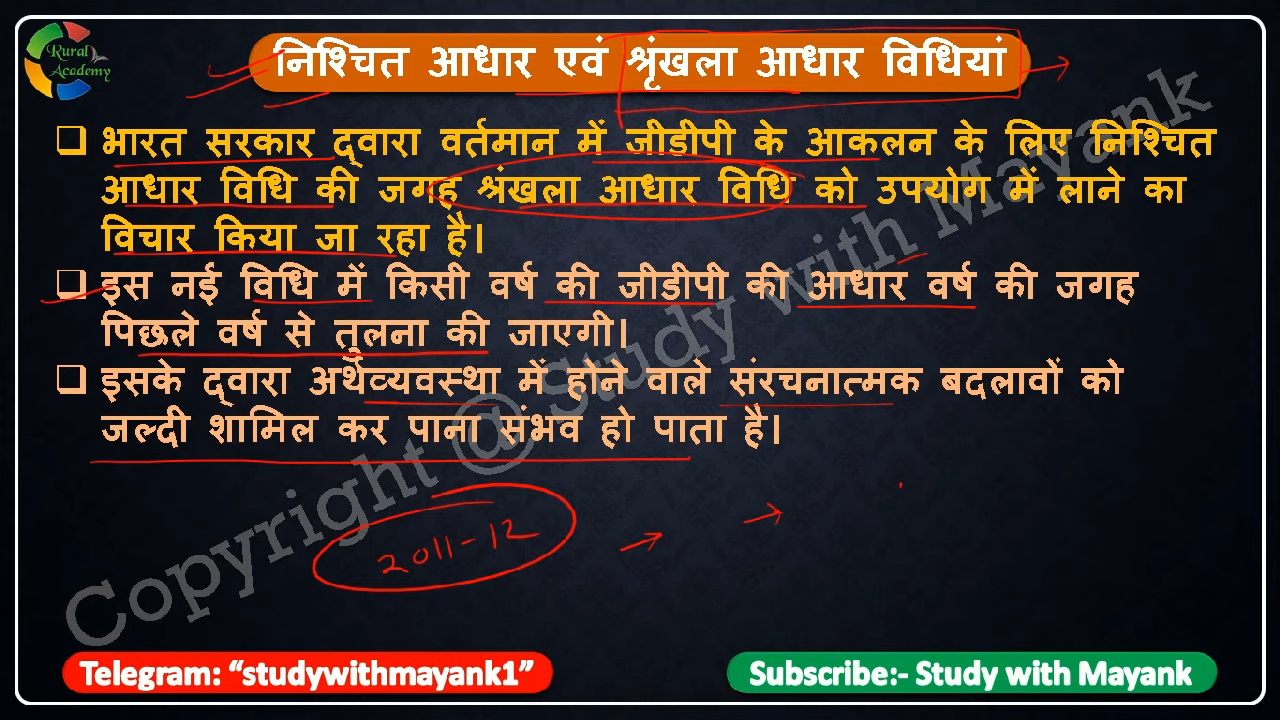 Rural
Academy
निश्चित आधार एवं श्रृंखला आधार विधियां
भारत सरकार द्वारा वर्तमान में जीडीपी के आकलन के लिए निश्चित
आधार विधि की जगह श्रंखला आधार विधि को उपयोग में लाने का
विचार किया जा रहा है।
इस नई विधि में किसी वर्ष की जीडीपी की आधार वर्ष की जगह
पिछले वर्ष से तुलना की जाएगी।
इसके द्वारा अर्थव्यवस्था में होने वाले संरचनात्मक बदलावों को
जल्दी शामिल कर पाना संभव हो पाता है।
2011-12
Copyright @ Study with Mayank
Telegram: “studywithmayank1”
Subscribe:- Study with Mayank